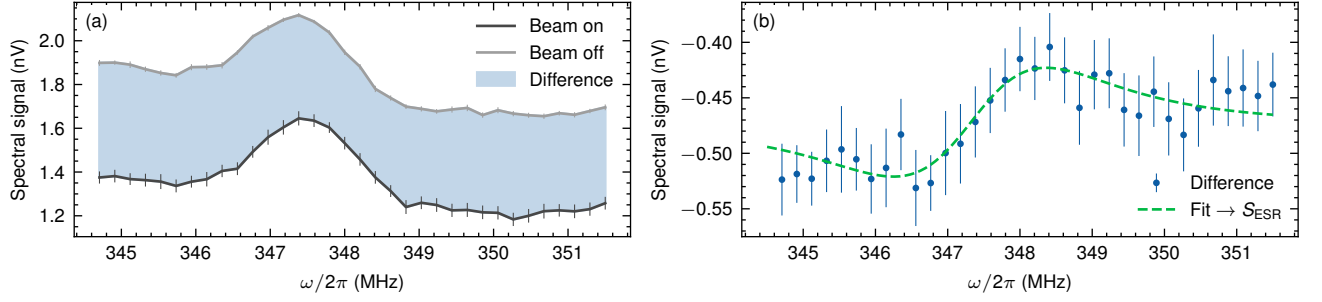 (a)
Beam on
Beam off
Difference
Spectral signal (nV)
2.0
1.8
1.6
1.4
1.2
345
346
347
348
349
350
351
ω/2π (MHz)
(b)
Difference
Fit → S_ESR
Spectral signal (nV)
−0.40
−0.45
−0.50
−0.55
345
346
347
348
349
350
351
ω/2π (MHz)